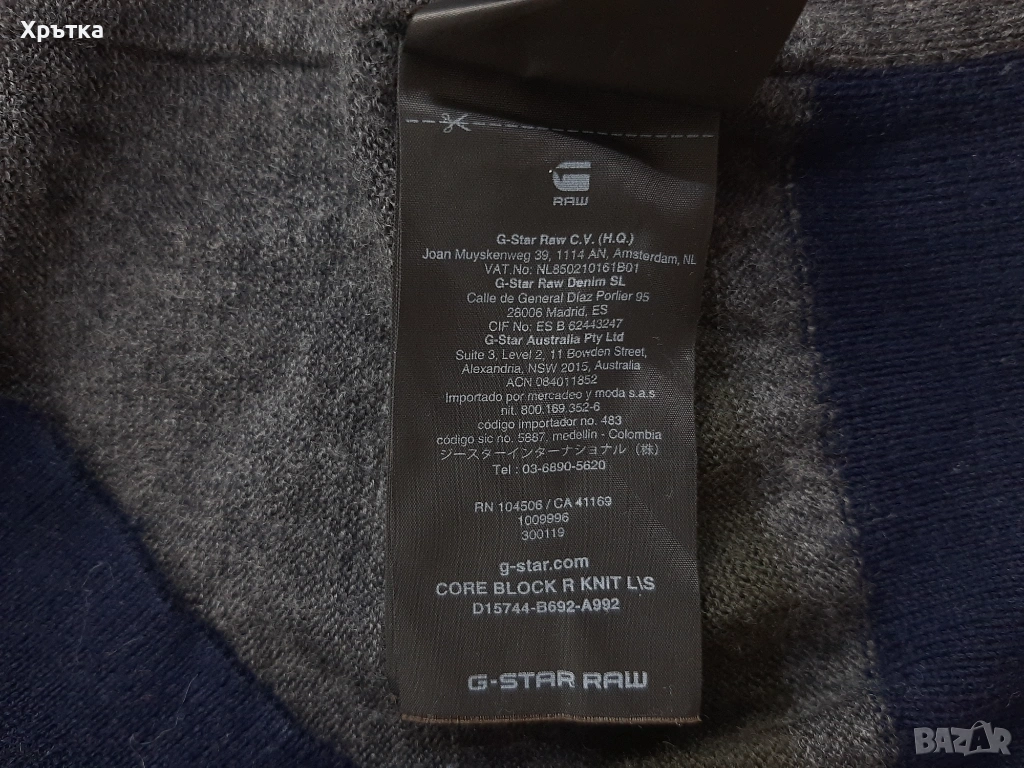 Хрътка
RAW
G-Star Raw C.V. (H.Q.)
Joan Muyskenweg 39, 1114 AN, Amsterdam, NL
VAT.No: NL850210161B01
G-Star Raw Denim SL
Calle de General Díaz Porlier 95
28006 Madrid, ES
CIF No: ES B 62443247
G-Star Australia Pty Ltd
Suite 3, Level 2, 11 Bowden Street,
Alexandria, NSW 2015, Australia
ACN 084011852
Importado por mercadeo y moda s.a.s
nit. 800.169.352-6
código importador no. 483
código sic no. 5887, medellín - Colombia
ジースターインターナショナル（株）
Tel : 03-6890-5620
RN 104506 / CA 41169
1009996
300119
g-star.com
CORE BLOCK R KNIT L\S
D15744-B692-A992
G-STAR RAW
BAZAR